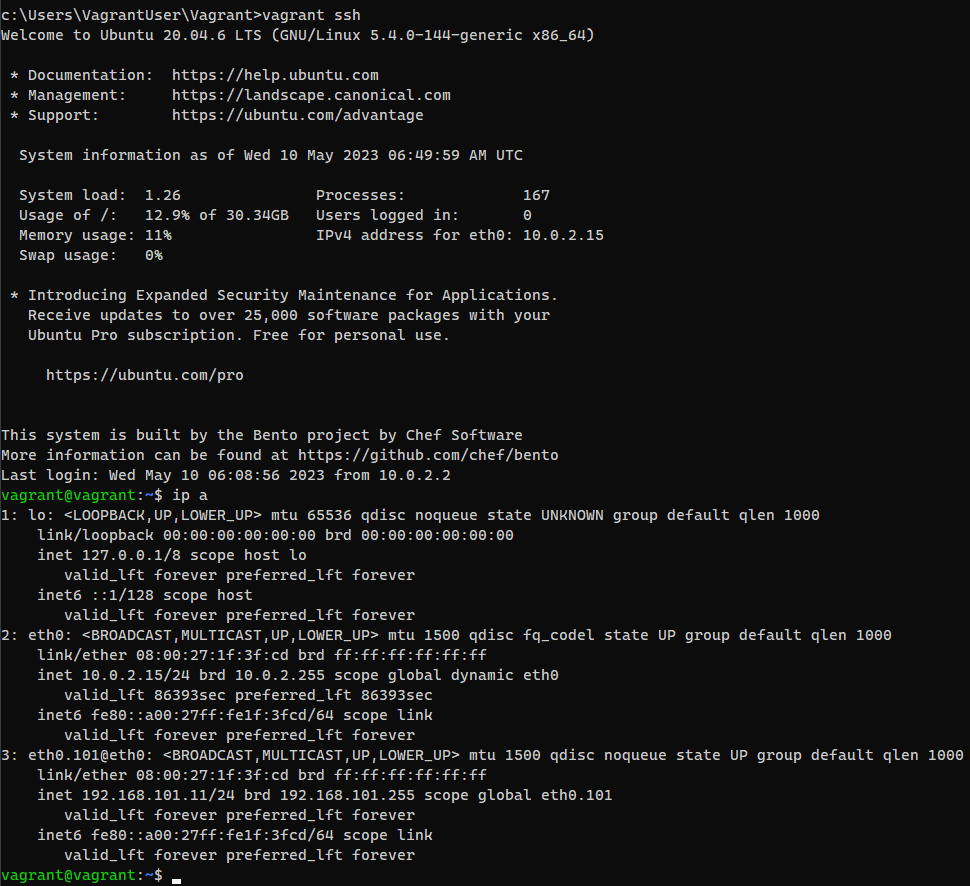 c:\Users\VagrantUser\Vagrant>vagrant ssh
Welcome to Ubuntu 20.04.6 LTS (GNU/Linux 5.4.0-144-generic x86_64)

 * Documentation:  https://help.ubuntu.com
 * Management:     https://landscape.canonical.com
 * Support:        https://ubuntu.com/advantage

  System information as of Wed 10 May 2023 06:49:59 AM UTC

  System load:  1.26               Processes:             167
  Usage of /:   12.9% of 30.34GB   Users logged in:       0
  Memory usage: 11%                IPv4 address for eth0: 10.0.2.15
  Swap usage:   0%

 * Introducing Expanded Security Maintenance for Applications.
   Receive updates to over 25,000 software packages with your
   Ubuntu Pro subscription. Free for personal use.

     https://ubuntu.com/pro


This system is built by the Bento project by Chef Software
More information can be found at https://github.com/chef/bento
Last login: Wed May 10 06:08:56 2023 from 10.0.2.2
vagrant@vagrant:~$ ip a
1: lo: <LOOPBACK,UP,LOWER_UP> mtu 65536 qdisc noqueue state UNKNOWN group default qlen 1000
    link/loopback 00:00:00:00:00:00 brd 00:00:00:00:00:00
    inet 127.0.0.1/8 scope host lo
       valid_lft forever preferred_lft forever
    inet6 ::1/128 scope host
       valid_lft forever preferred_lft forever
2: eth0: <BROADCAST,MULTICAST,UP,LOWER_UP> mtu 1500 qdisc fq_codel state UP group default qlen 1000
    link/ether 08:00:27:1f:3f:cd brd ff:ff:ff:ff:ff:ff
    inet 10.0.2.15/24 brd 10.0.2.255 scope global dynamic eth0
       valid_lft 86393sec preferred_lft 86393sec
    inet6 fe80::a00:27ff:fe1f:3fcd/64 scope link
       valid_lft forever preferred_lft forever
3: eth0.101@eth0: <BROADCAST,MULTICAST,UP,LOWER_UP> mtu 1500 qdisc noqueue state UP group default qlen 1000
    link/ether 08:00:27:1f:3f:cd brd ff:ff:ff:ff:ff:ff
    inet 192.168.101.11/24 brd 192.168.101.255 scope global eth0.101
       valid_lft forever preferred_lft forever
    inet6 fe80::a00:27ff:fe1f:3fcd/64 scope link
       valid_lft forever preferred_lft forever
vagrant@vagrant:~$